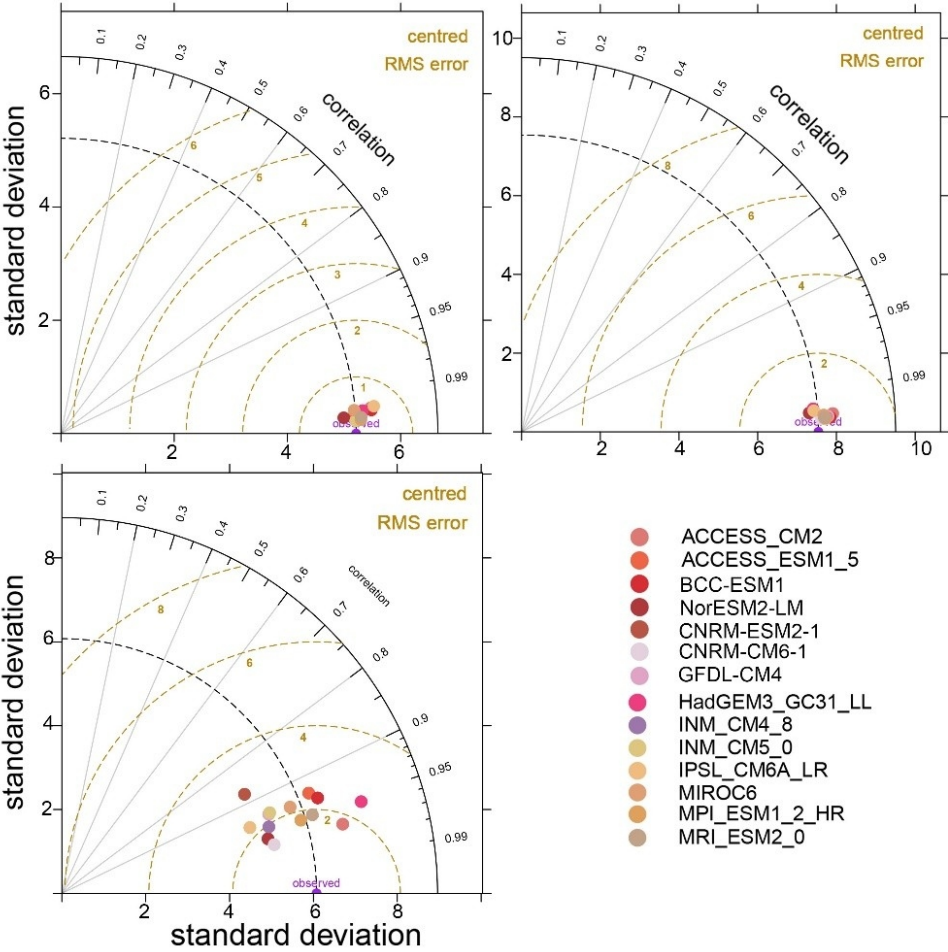 centred
RMS error
0.1
0.2
0.3
0.4
0.5
0.6
correlation
0.7
0.8
0.9
0.95
0.99
standard deviation
6
4
2
6
5
4
3
2
1
observed
2
4
6
centred
RMS error
0.1
0.2
0.3
0.4
0.5
0.6
correlation
0.7
0.8
0.9
0.95
0.99
10
8
6
4
2
8
6
4
2
observed
2
4
6
8
10
centred
RMS error
0.1
0.2
0.3
0.4
0.5
0.6
correlation
0.7
0.8
0.9
0.95
0.99
standard deviation
8
6
4
2
8
6
4
2
observed
2
4
6
8
standard deviation
ACCESS_CM2
ACCESS_ESM1_5
BCC-ESM1
NorESM2-LM
CNRM-ESM2-1
CNRM-CM6-1
GFDL-CM4
HadGEM3_GC31_LL
INM_CM4_8
INM_CM5_0
IPSL_CM6A_LR
MIROC6
MPI_ESM1_2_HR
MRI_ESM2_0